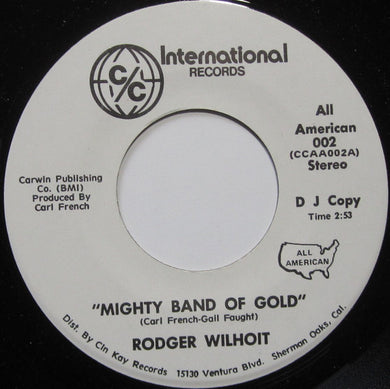 C/C
International
RECORDS
All
American
002
(CCAA002A)
Stereo
Carwin Publishing
Co. (BMI)
Produced By
Carl French
D J Copy
Time 2:53
ALL
AMERICAN
"MIGHTY BAND OF GOLD"
(Carl French-Gail Faught)
RODGER WILHOIT
Dist. By Cin Kay Records 15130 Ventura Blvd. Sherman Oaks, Cal.